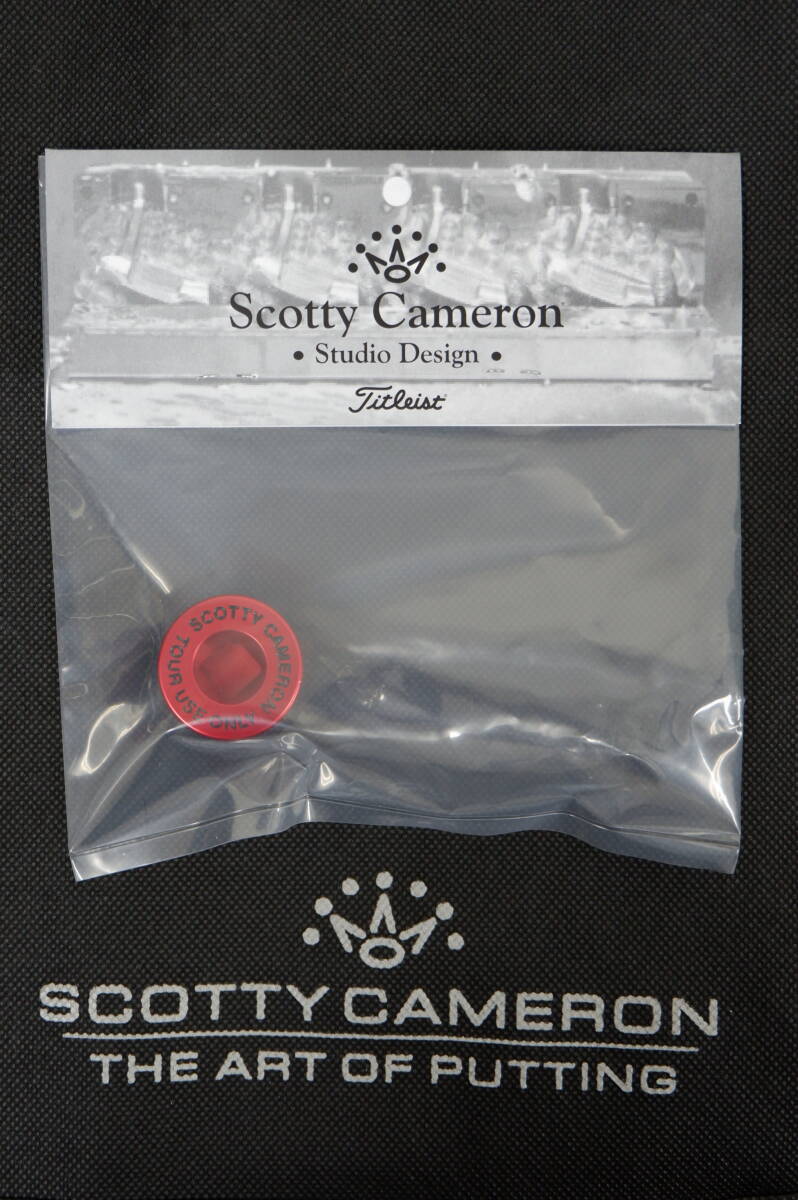 Scotty Cameron
• Studio Design •
Titleist
SCOTTY CAMERON
TOUR USE ONLY
SCOTTY CAMERON
THE ART OF PUTTING